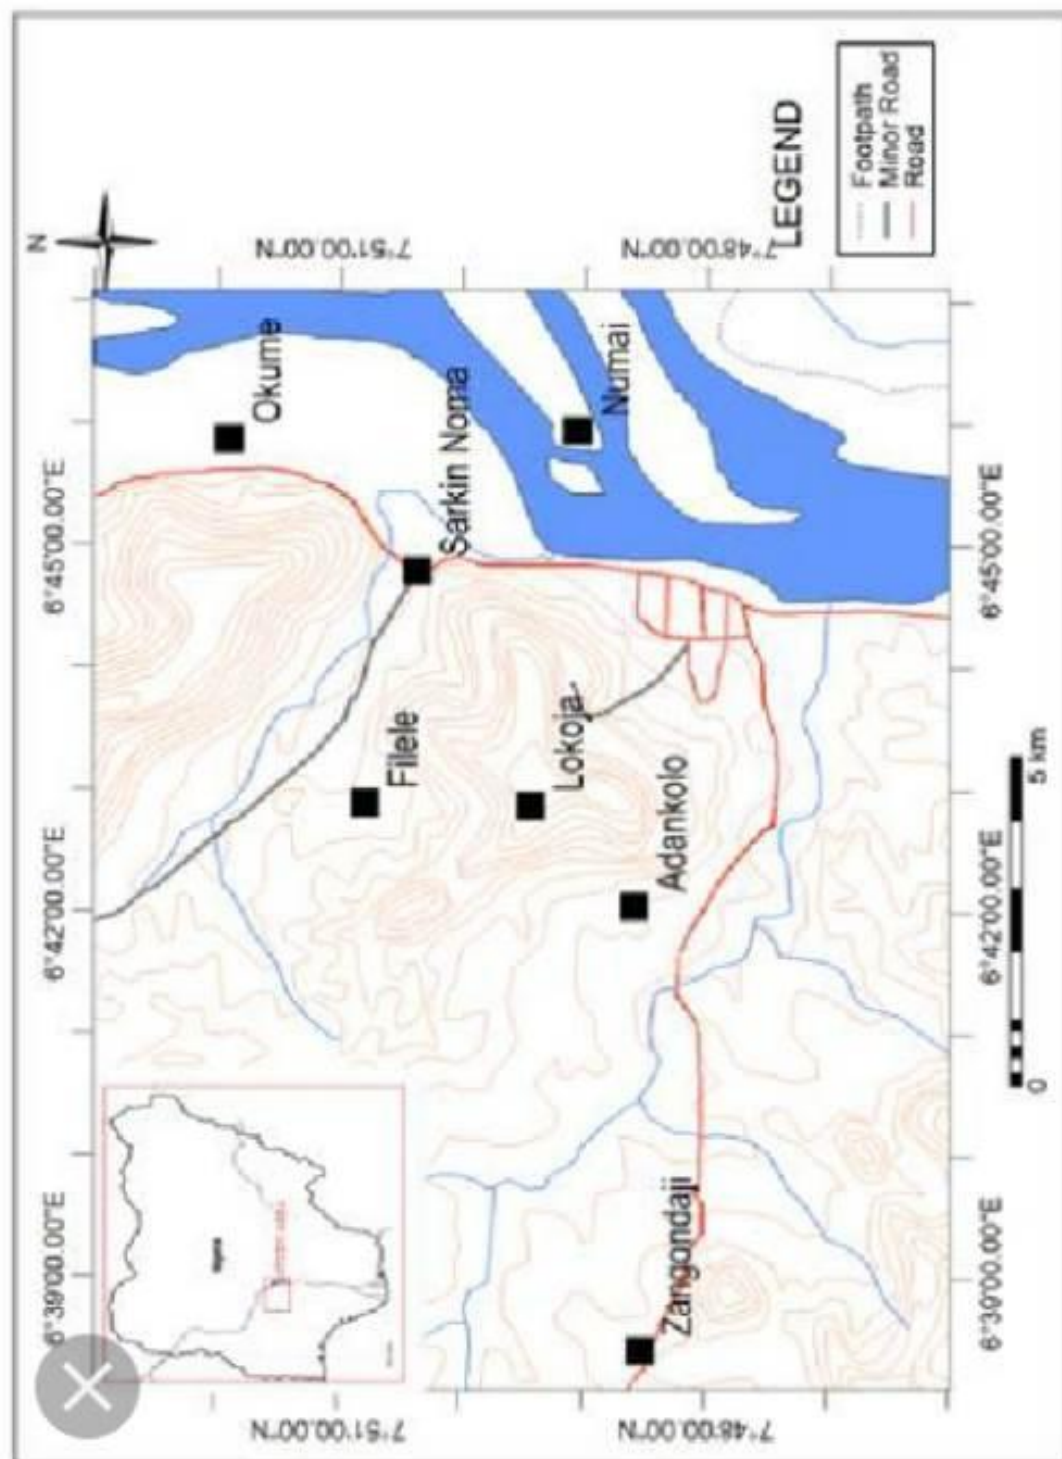 N
6°39'00.00"E
6°42'00.00"E
6°45'00.00"E
7°51'00.00"N
7°51'00.00"N
7°48'00.00"N
7°48'00.00"N
Okume
Sarkin Noma
Filele
Numai
Lokoja
Adankolo
Zangondaji
6°39'00.00"E
6°42'00.00"E
6°45'00.00"E
LEGEND
Footpath
Minor Road
Road
0
5 km